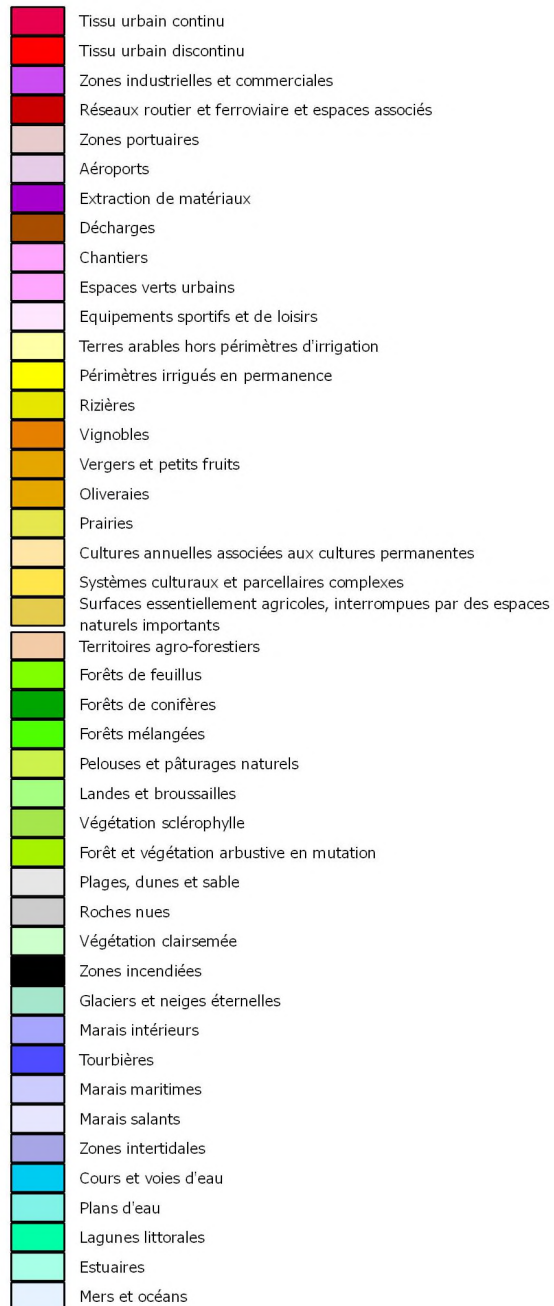 Tissu urbain continu
Tissu urbain discontinu
Zones industrielles et commerciales
Réseaux routier et ferroviaire et espaces associés
Zones portuaires
Aéroports
Extraction de matériaux
Décharges
Chantiers
Espaces verts urbains
Equipements sportifs et de loisirs
Terres arables hors périmètres d'irrigation
Périmètres irrigués en permanence
Rizières
Vignobles
Vergers et petits fruits
Oliveraies
Prairies
Cultures annuelles associées aux cultures permanentes
Systèmes culturaux et parcellaires complexes
Surfaces essentiellement agricoles, interrompues par des espaces
naturels importants
Territoires agro-forestiers
Forêts de feuillus
Forêts de conifères
Forêts mélangées
Pelouses et pâturages naturels
Landes et broussailles
Végétation sclérophylle
Forêt et végétation arbustive en mutation
Plages, dunes et sable
Roches nues
Végétation clairsemée
Zones incendiées
Glaciers et neiges éternelles
Marais intérieurs
Tourbières
Marais maritimes
Marais salants
Zones intertidales
Cours et voies d'eau
Plans d'eau
Lagunes littorales
Estuaires
Mers et océans